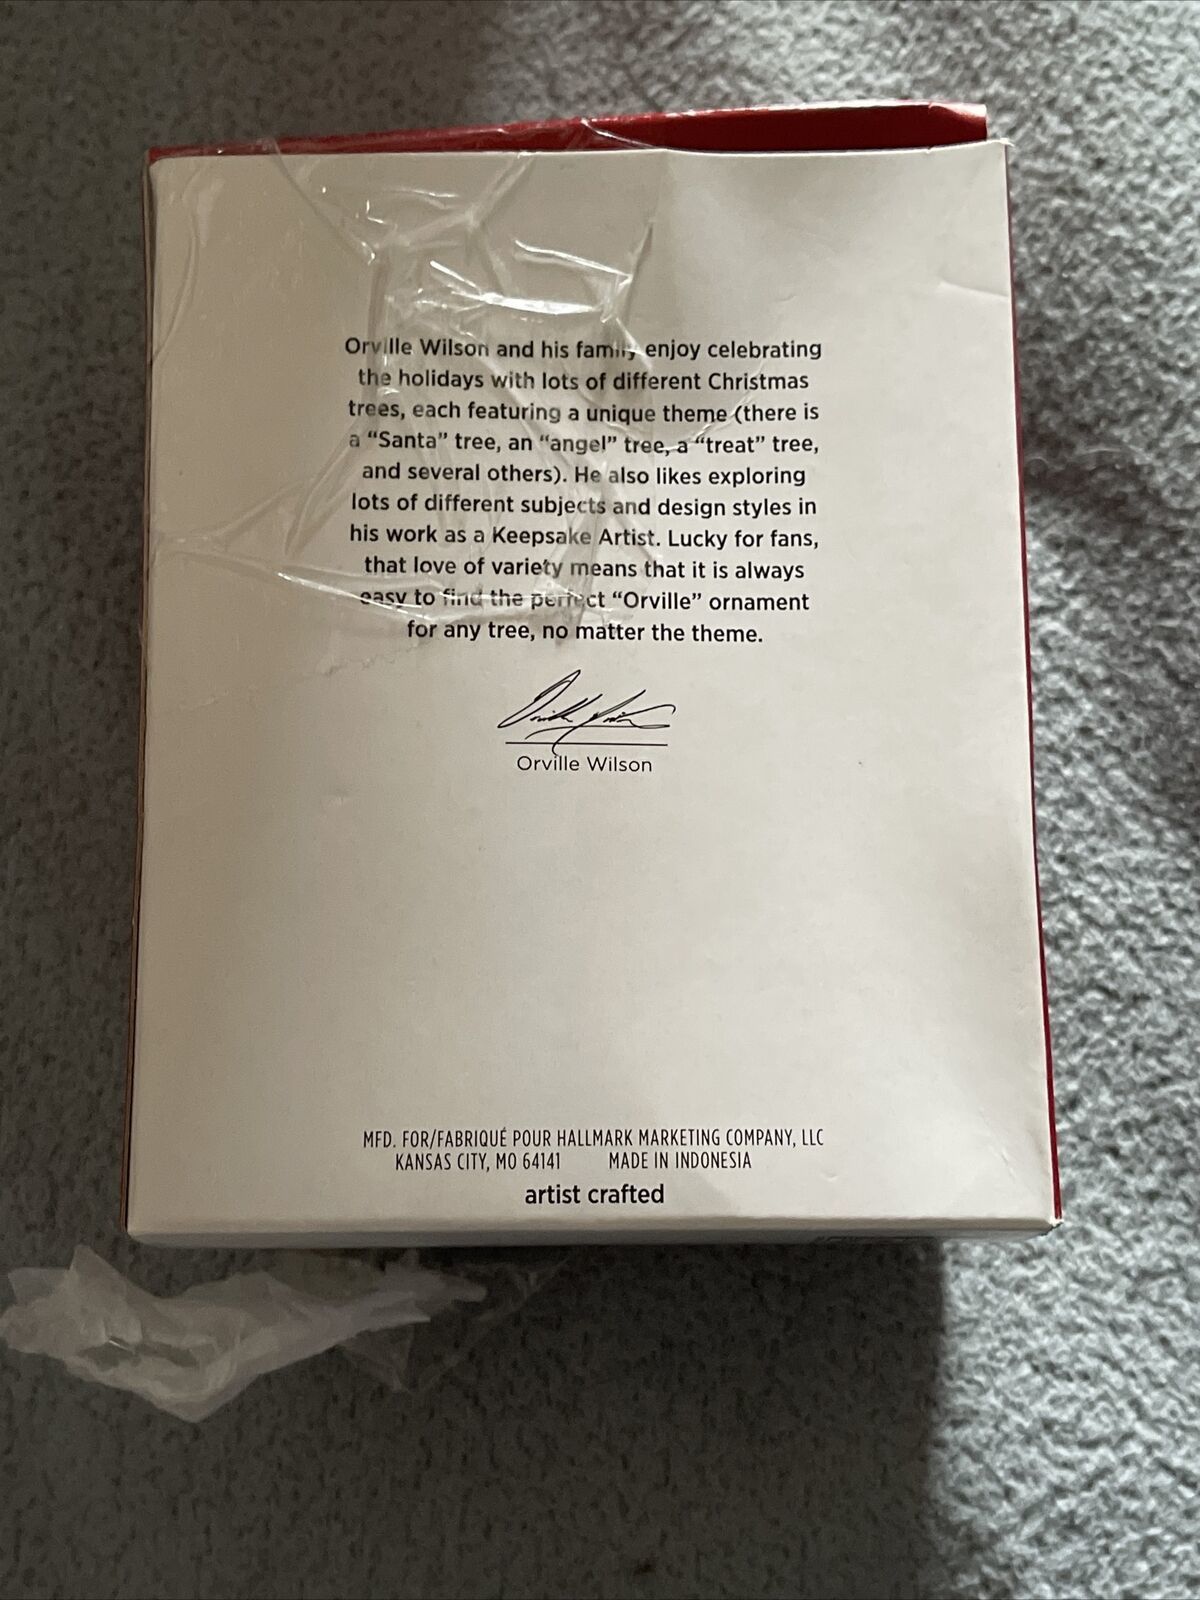 Orville Wilson and his family enjoy celebrating
the holidays with lots of different Christmas
trees, each featuring a unique theme (there is
a “Santa” tree, an “angel” tree, a “treat” tree,
and several others). He also likes exploring
lots of different subjects and design styles in
his work as a Keepsake Artist. Lucky for fans,
that love of variety means that it is always
easy to find the perfect “Orville” ornament
for any tree, no matter the theme.
Orville Wilson
Orville Wilson
MFD. FOR/FABRIQUÉ POUR HALLMARK MARKETING COMPANY, LLC
KANSAS CITY, MO 64141 MADE IN INDONESIA
artist crafted